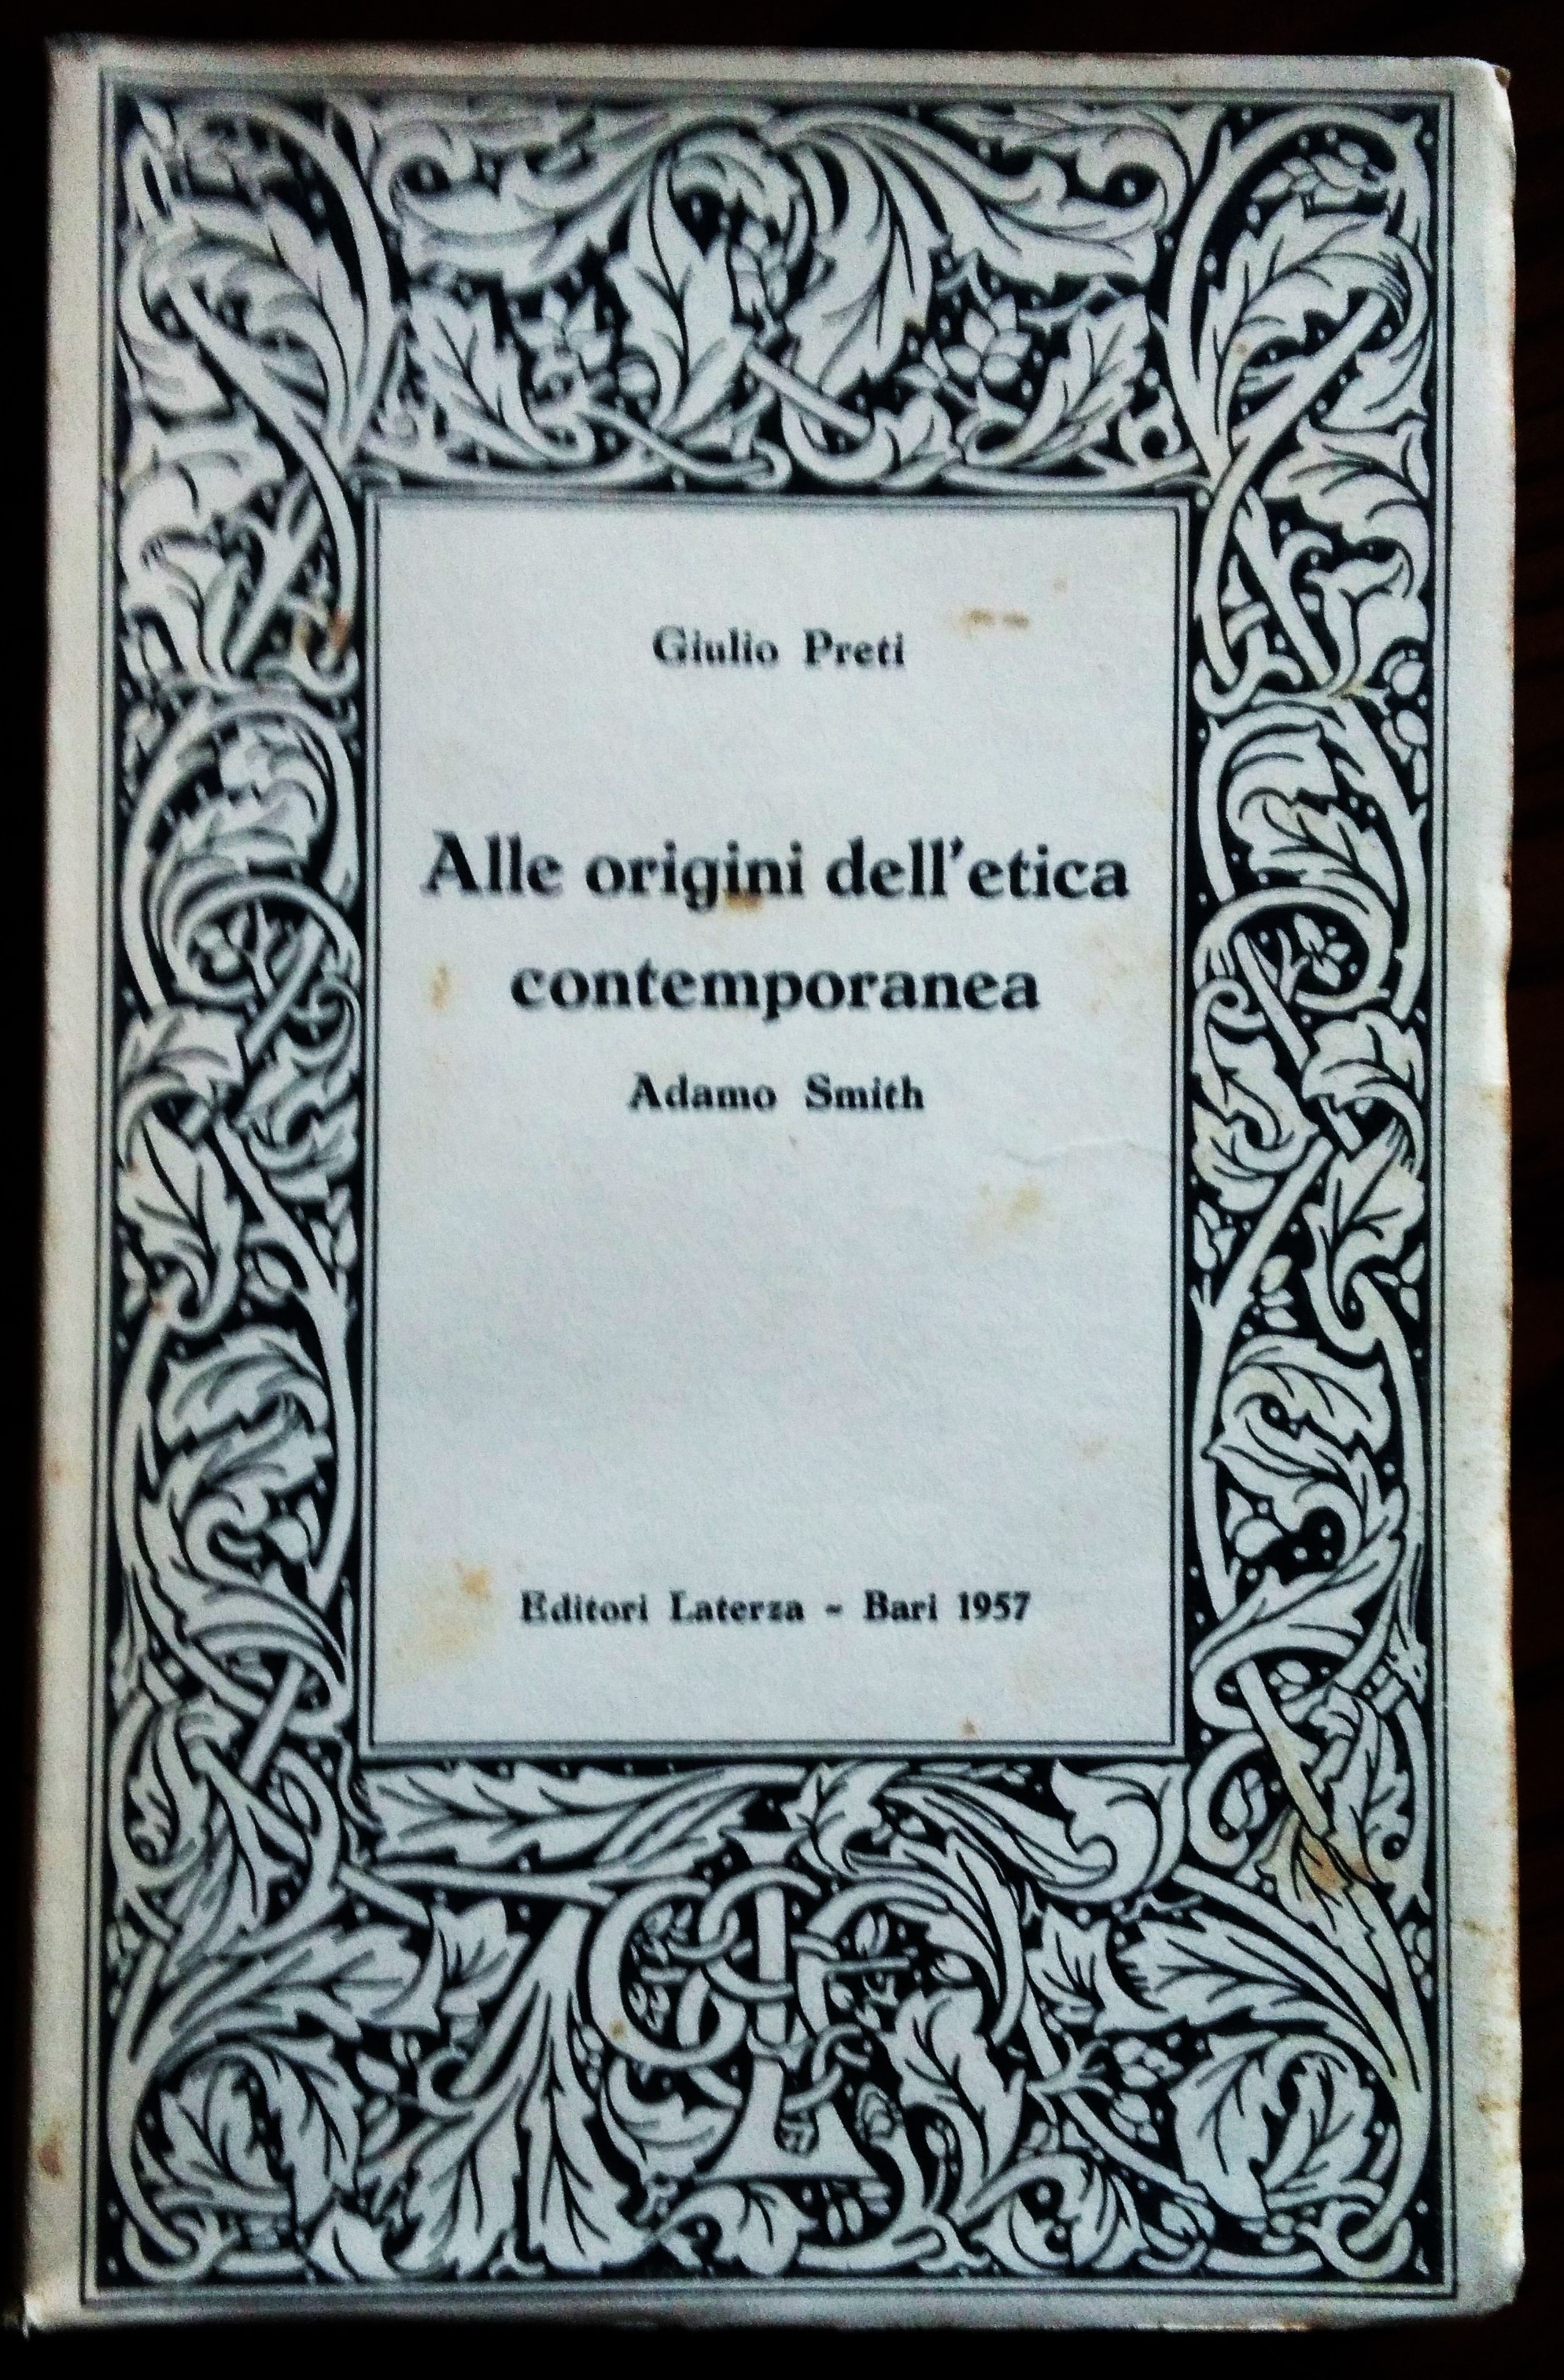 Giulio Preti
Alle origini dell'etica
contemporanea
Adamo Smith
Editori Laterza - Bari 1957